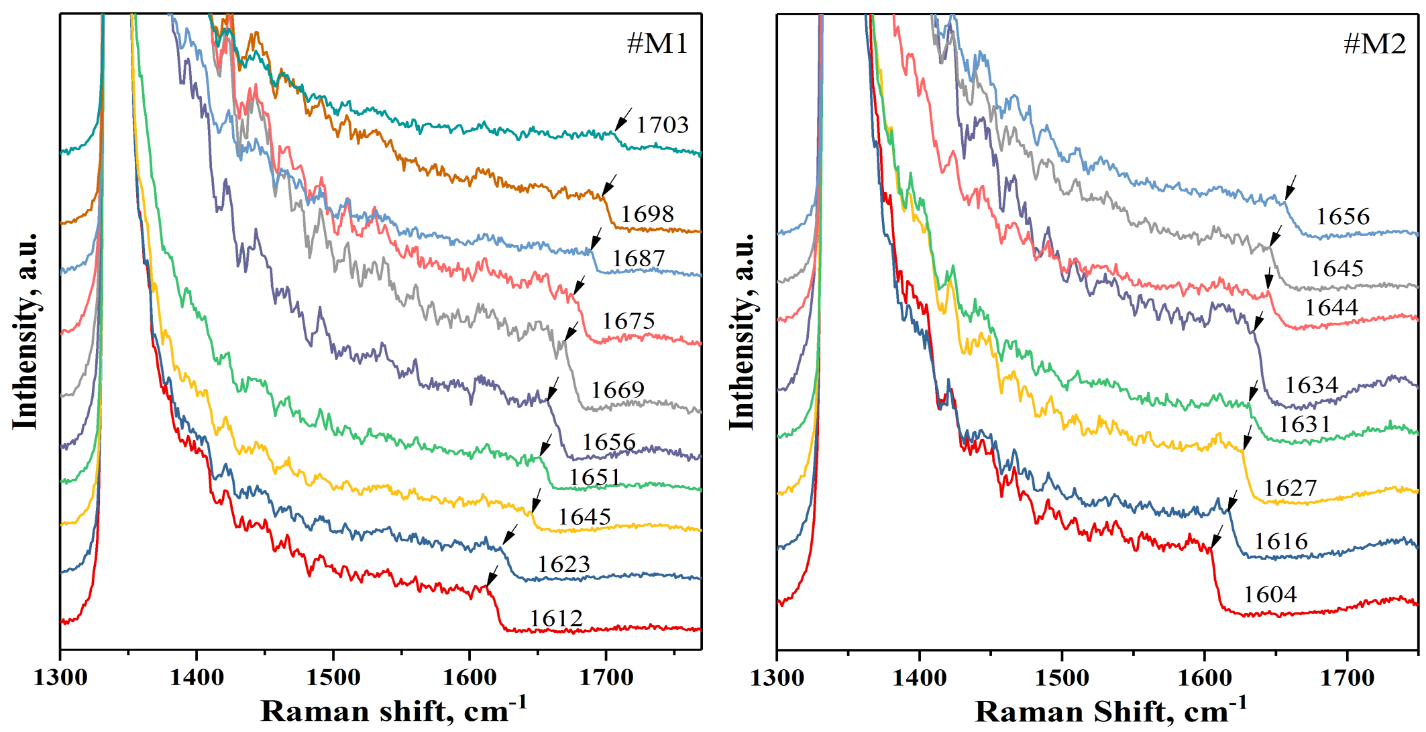 #M1
1703
1698
1687
1675
1669
1656
1651
1645
1623
1612
Inthensity, a.u.
1300 1400 1500 1600 1700
Raman shift, cm-1
#M2
1656
1645
1644
1634
1631
1627
1616
1604
Inthensity, a.u.
1300 1400 1500 1600 1700
Raman Shift, cm-1